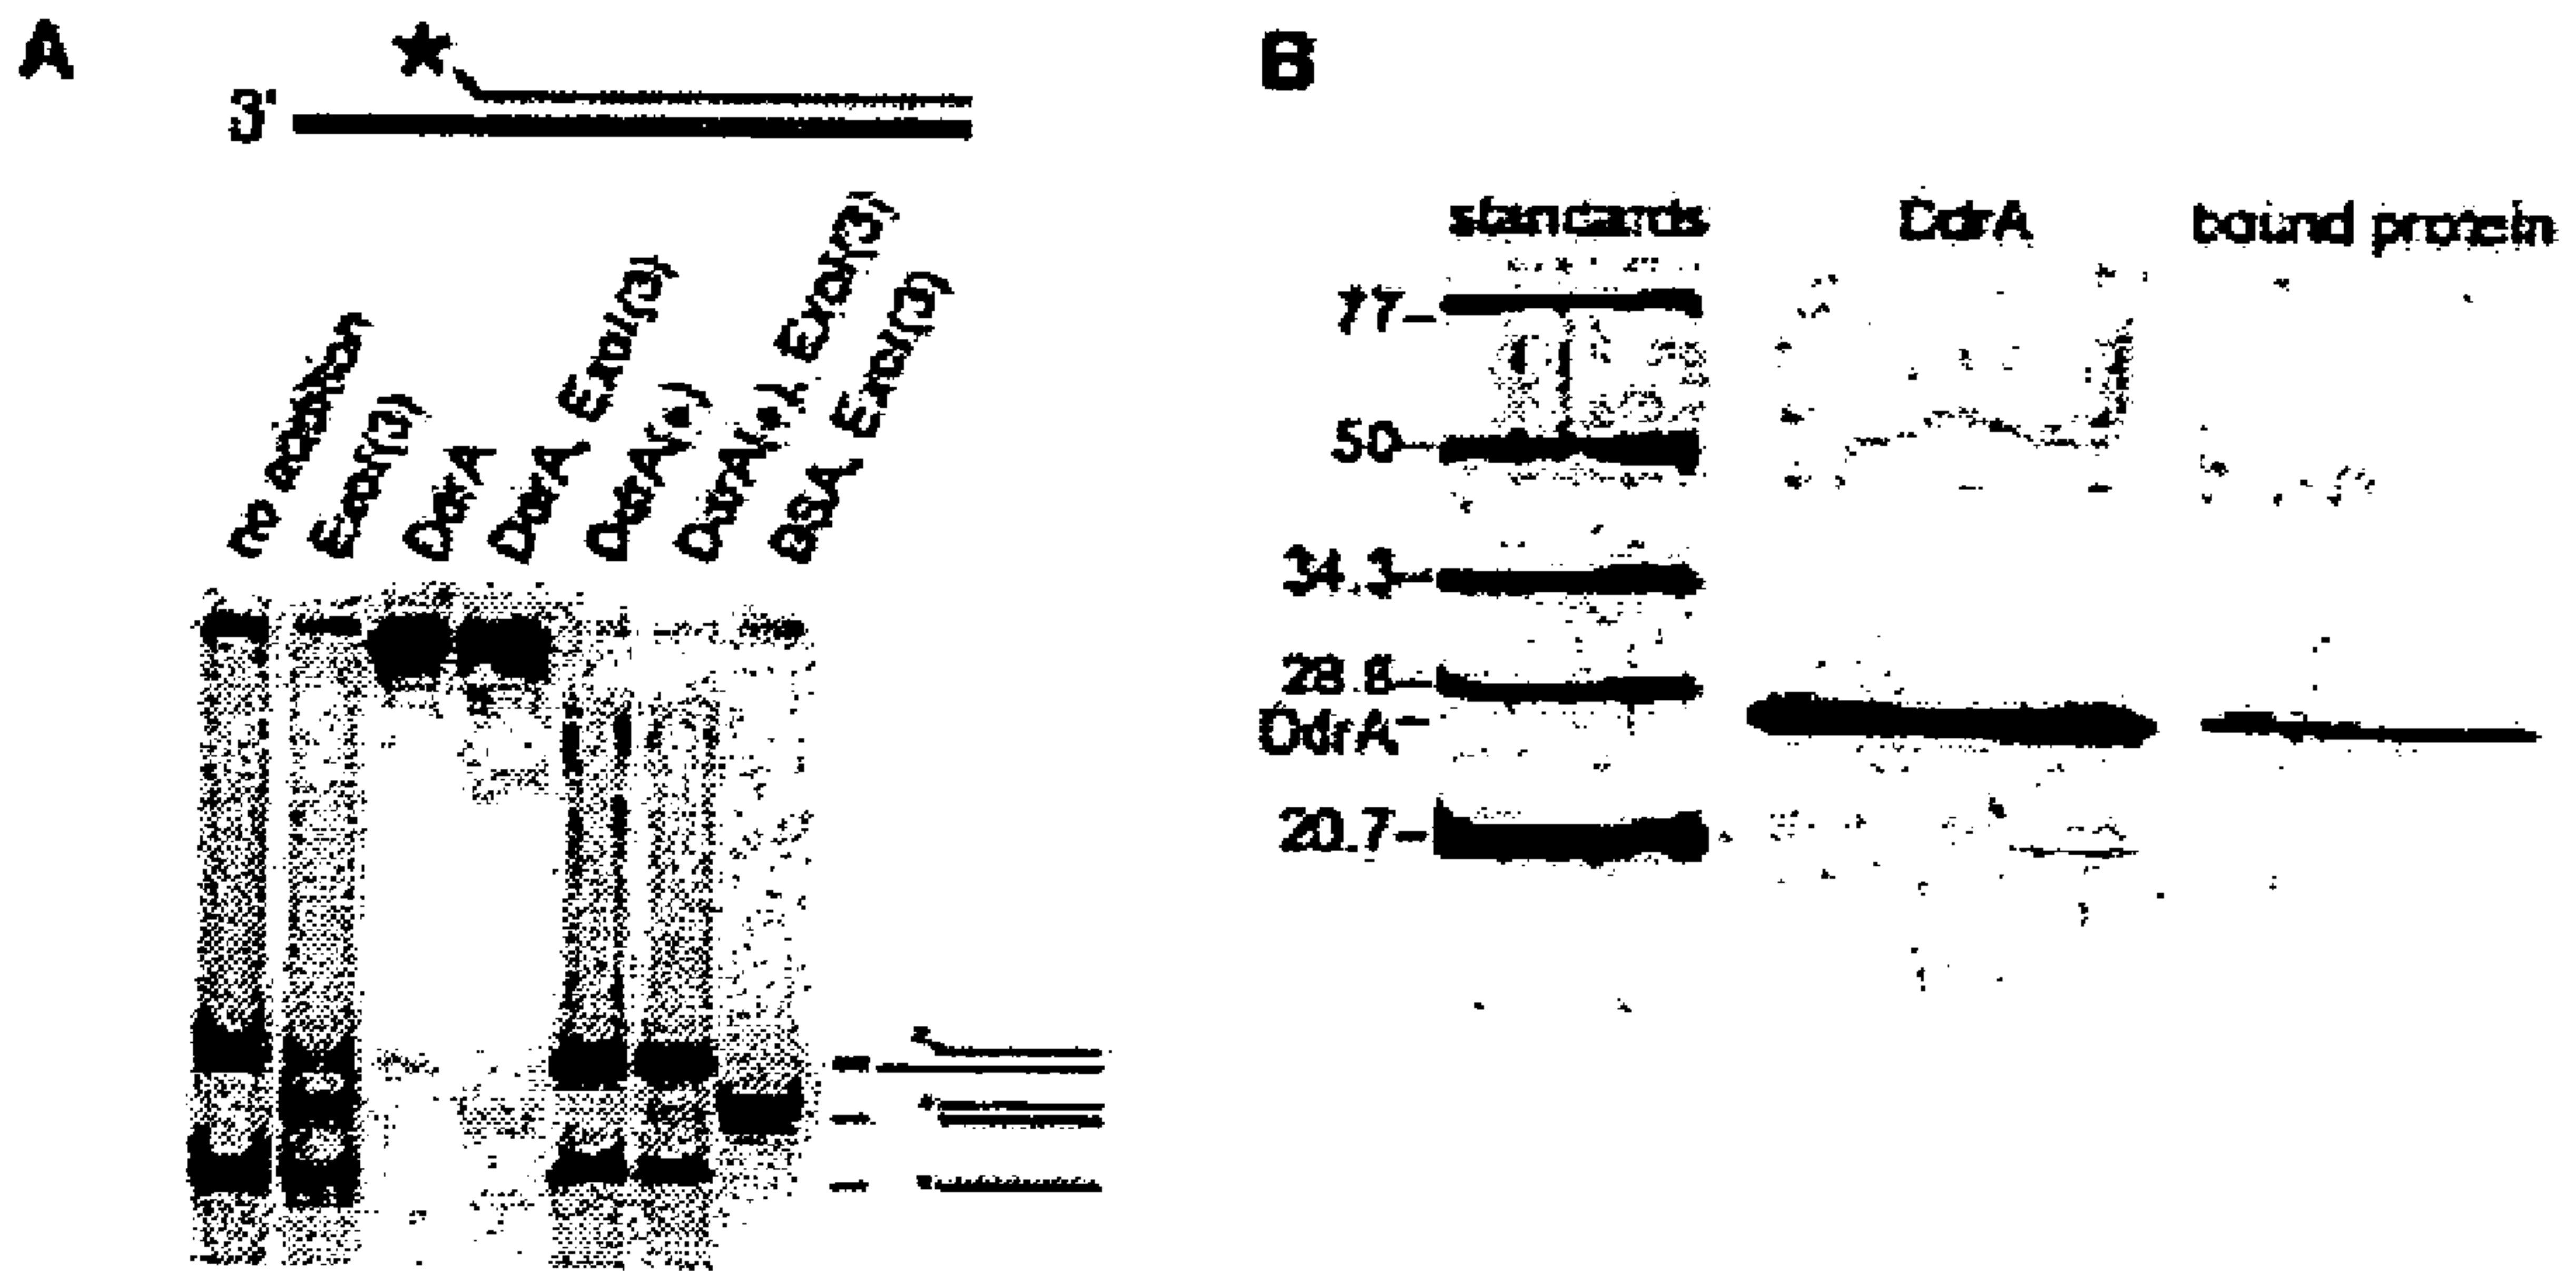 A
3'
no addition
ExoI(3)
DdrA
DdrA, ExoI(3)
DdrA(•)
DdrA(•), ExoI(3)
BSA, ExoI(3)
B
standards
DdrA
bound protein
77
50
34.3
28.8
DdrA
20.7